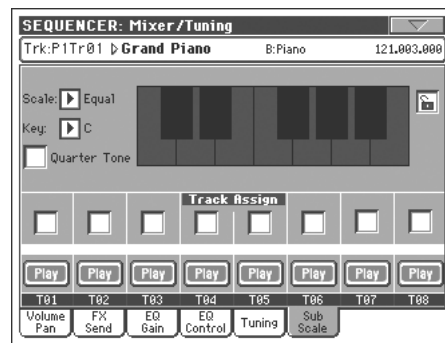 SEQUENCER: Mixer/Tuning
Trk:P1Tr01 ▷Grand Piano B:Piano 121.003.000
Scale: Equal
Key: C
Quarter Tone
Track Assign
Play Play Play Play Play Play Play Play
T01 T02 T03 T04 T05 T06 T07 T08
Volume Pan FX Send EQ Gain EQ Control Tuning Sub Scale